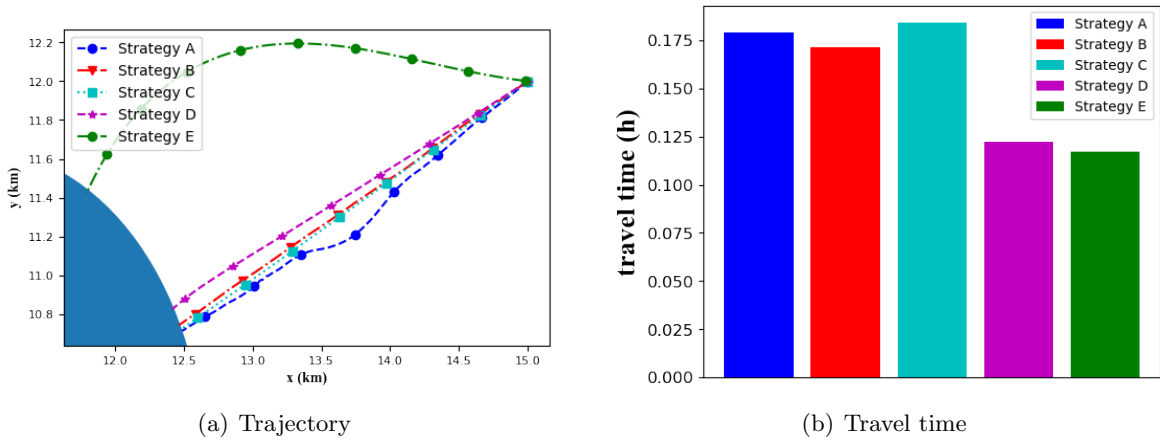 12.2
12.0
11.8
11.6
11.4
11.2
11.0
10.8
y (km)
Strategy A
Strategy B
Strategy C
Strategy D
Strategy E
12.0 12.5 13.0 13.5 14.0 14.5 15.0
x (km)
(a) Trajectory
0.175
0.150
0.125
0.100
0.075
0.050
0.025
0.000
travel time (h)
Strategy A
Strategy B
Strategy C
Strategy D
Strategy E
(b) Travel time